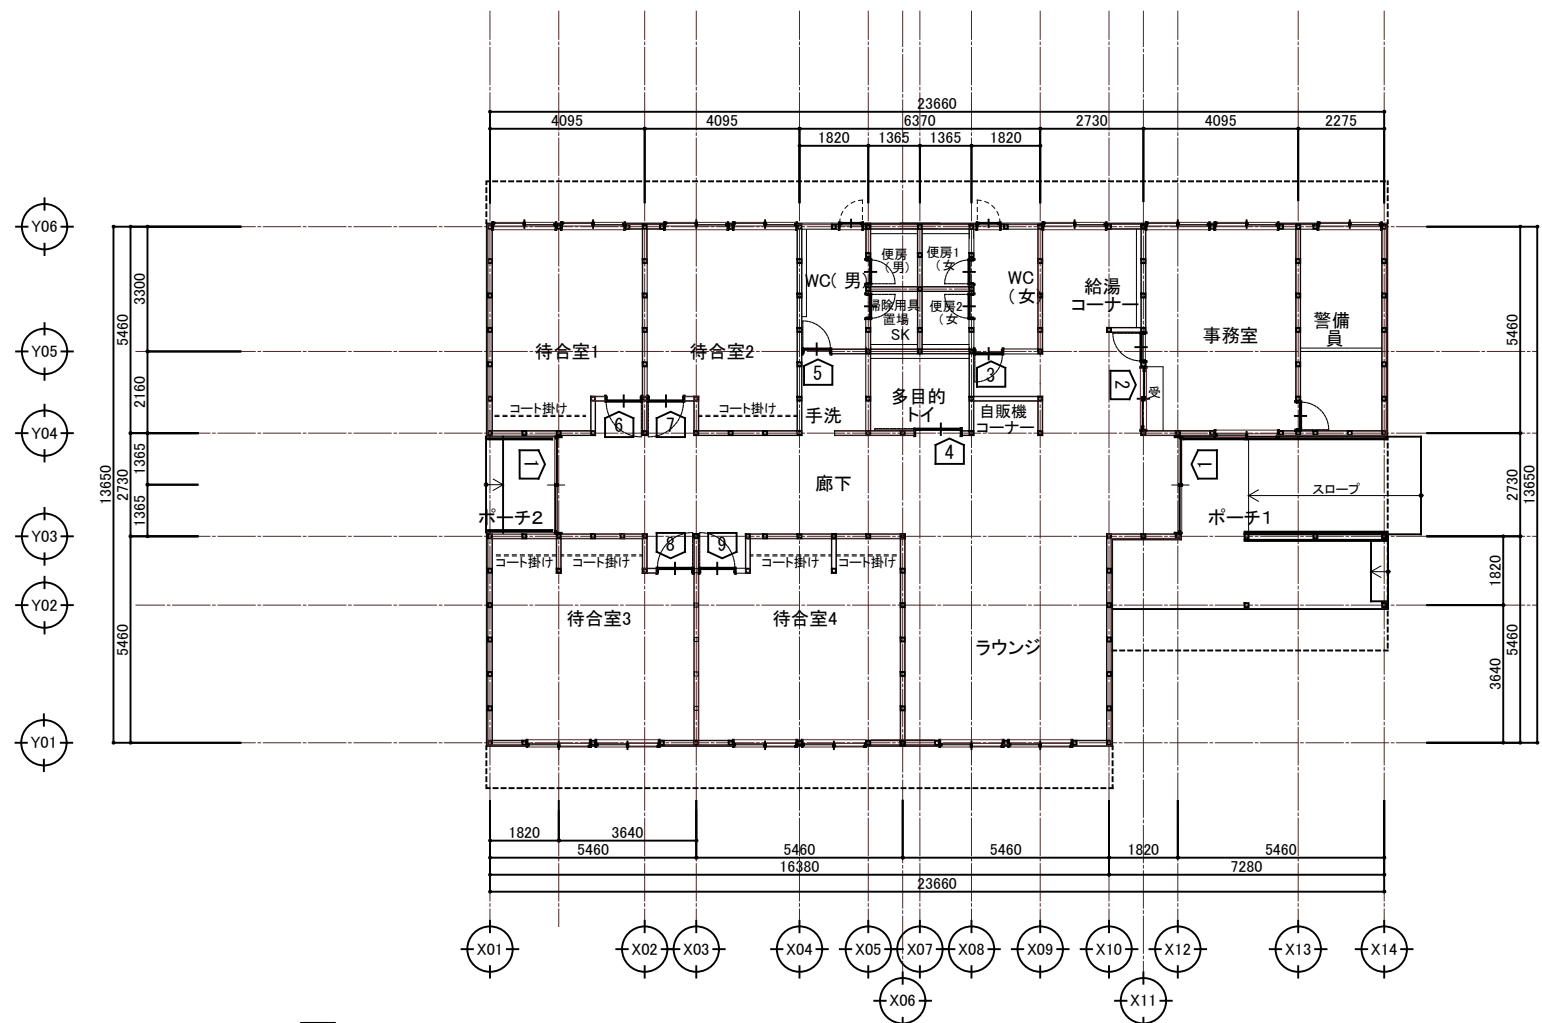 23660
4095
4095
6370
2730
4095
2275
1820
1365
1365
1820
Y06
Y05
Y04
Y03
Y02
Y01
3300
5460
2160
1365
13650
2730
1365
5460
5460
2730
13650
1820
5460
3640
便房
（男）
便房1
（女
WC（ 男）
WC
（女）
掃除用具
置場
SK
便房2
（女
給湯
コーナー
事務室
警備
員
待合室1
待合室2
5
3
2
受
多目的
トイ
手洗
自販機
コーナー
コート掛け
コート掛け
6
7
4
1
1
廊下
スロープ
ポーチ2
ポーチ1
8
9
コート掛け
コート掛け
コート掛け
コート掛け
待合室3
待合室4
ラウンジ
1820
3640
5460
5460
5460
1820
5460
16380
7280
23660
X01
X02
X03
X04
X05
X07
X08
X09
X10
X12
X13
X14
X06
X11